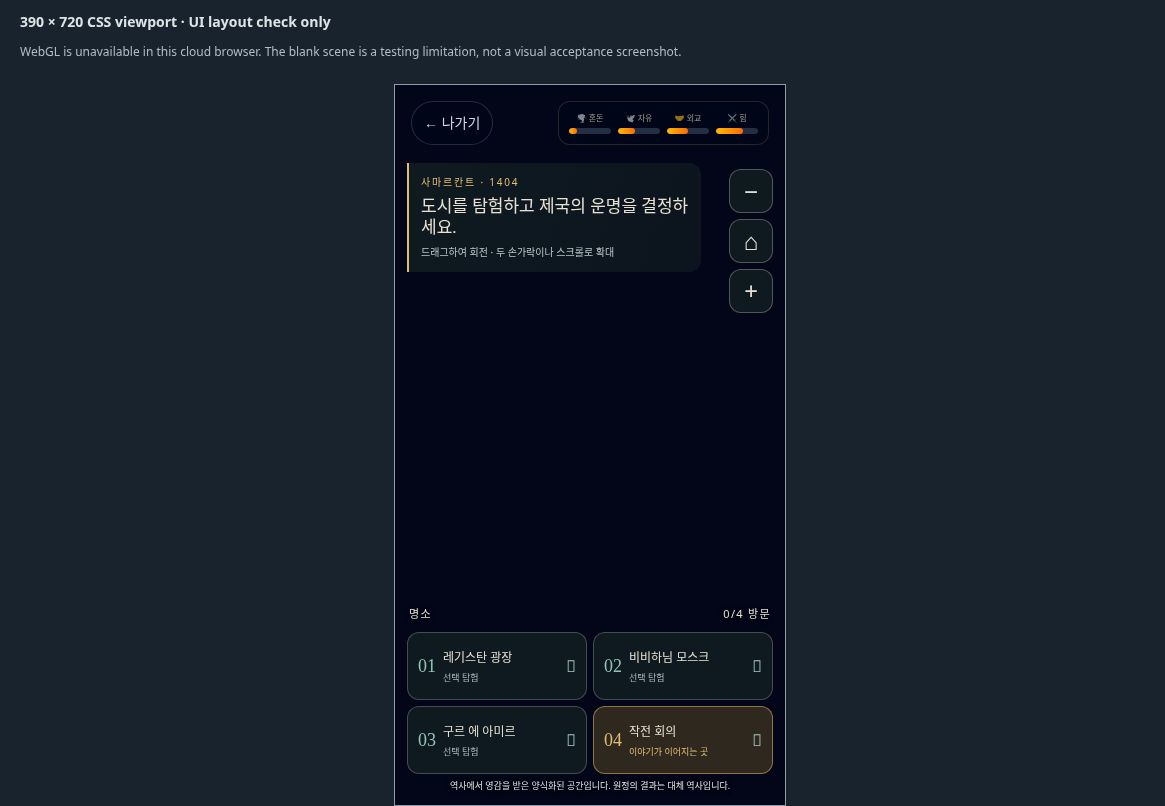 390 × 720 CSS viewport · UI layout check only
WebGL is unavailable in this cloud browser. The blank scene is a testing limitation, not a visual acceptance screenshot.
← 나가기
🌪 혼돈 🕊 자유 🤝 외교 ⚔ 힘
사마르칸트 · 1404
도시를 탐험하고 제국의 운명을 결정하
세요.
드래그하여 회전 · 두 손가락이나 스크롤로 확대
−
⌂
+
명소 0/4 방문
01 레기스탄 광장
선택 탐험
02 비비하님 모스크
선택 탐험
03 구르 에 아미르
선택 탐험
04 작전 회의
이야기가 이어지는 곳
역사에서 영감을 받은 양식화된 공간입니다. 원정의 결과는 대체 역사입니다.